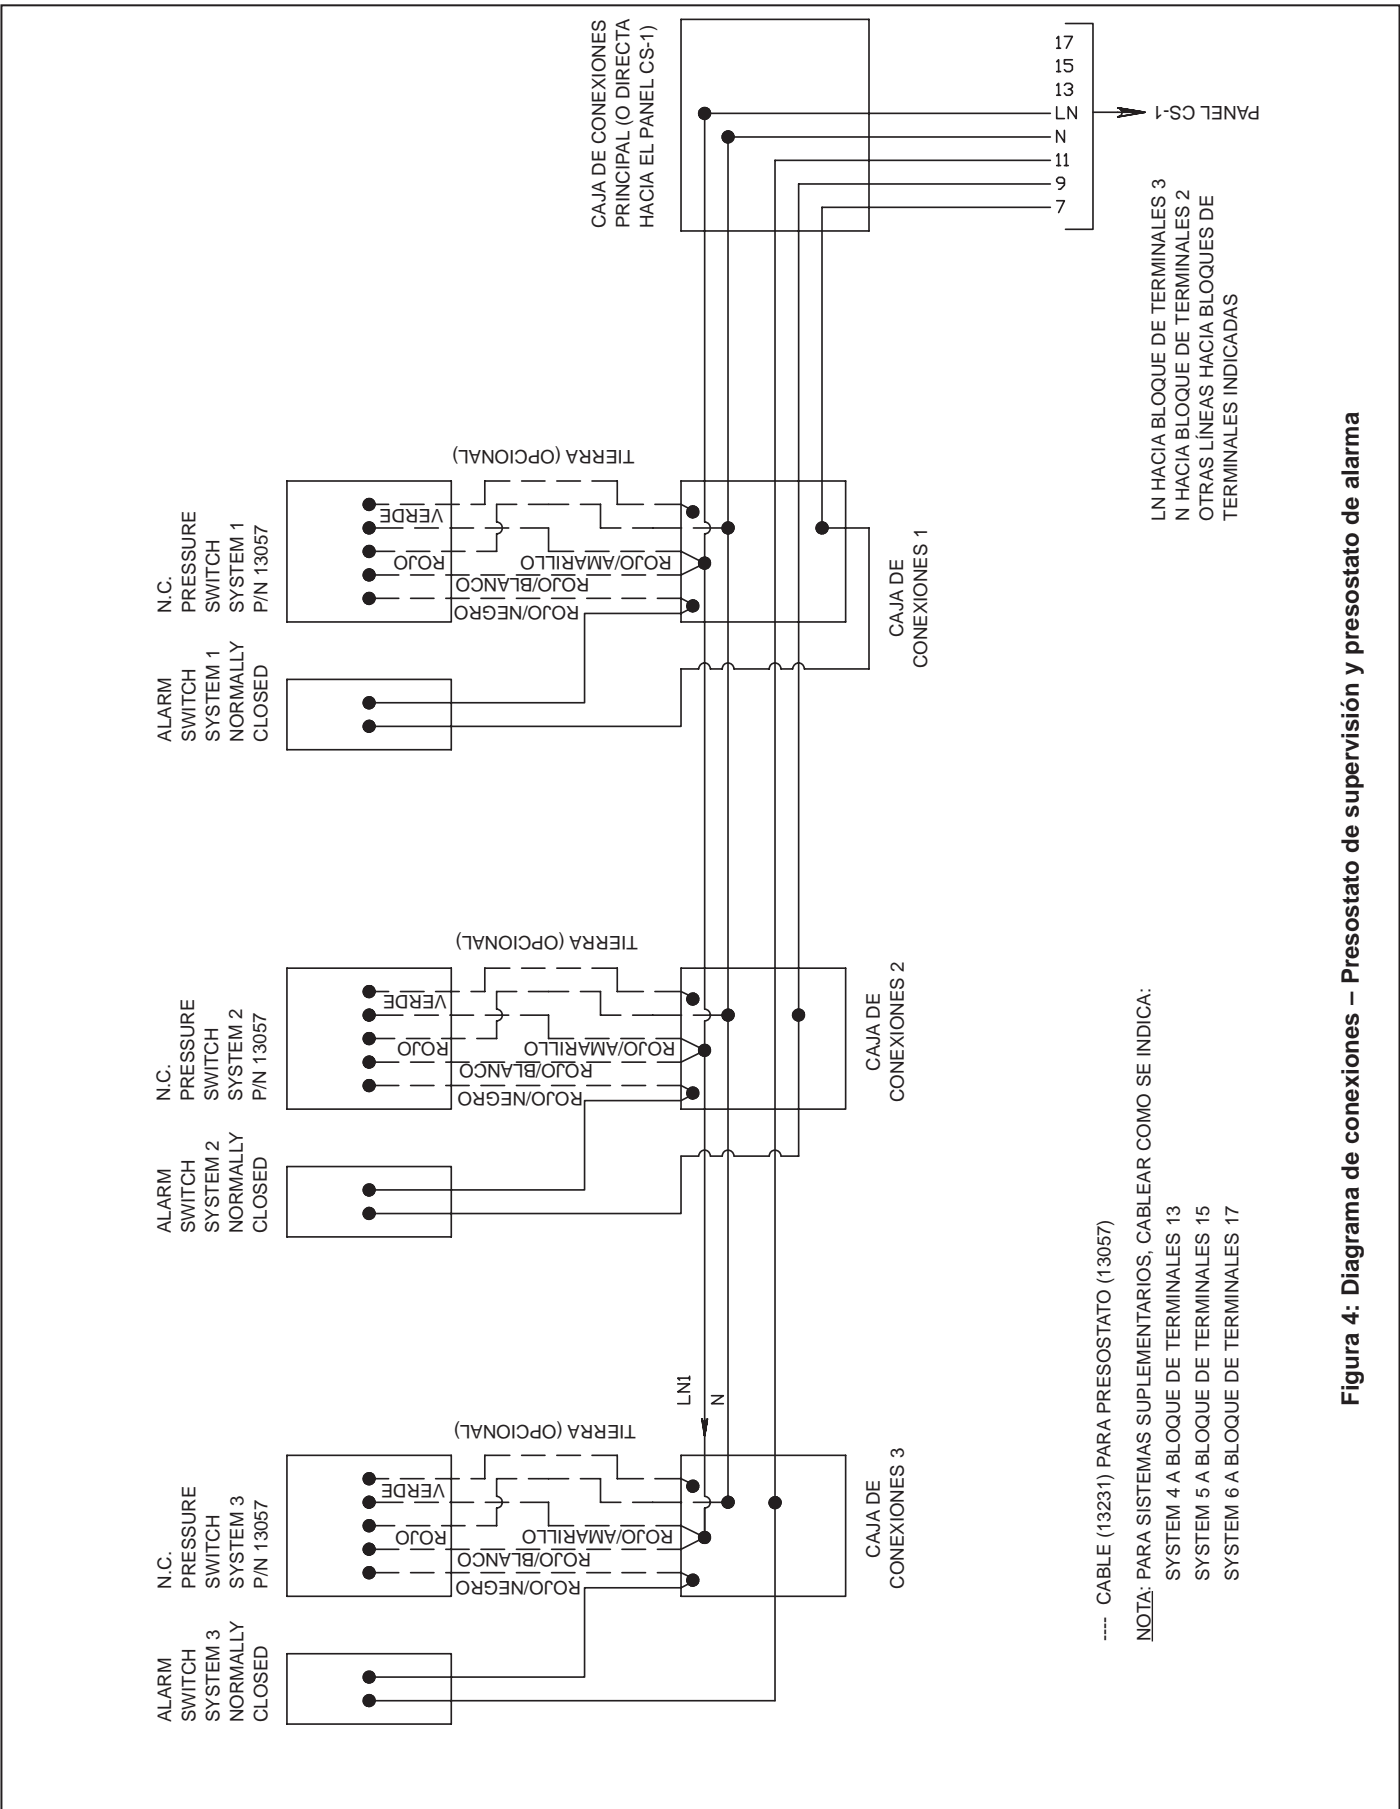 ALARM
SWITCH
SYSTEM 3
NORMALLY
CLOSED
N.C.
PRESSURE
SWITCH
SYSTEM 3
P/N 13057
ALARM
SWITCH
SYSTEM 2
NORMALLY
CLOSED
N.C.
PRESSURE
SWITCH
SYSTEM 2
P/N 13057
ALARM
SWITCH
SYSTEM 1
NORMALLY
CLOSED
N.C.
PRESSURE
SWITCH
SYSTEM 1
P/N 13057
ROJO/NEGRO
ROJO/BLANCO
ROJO
ROJO/AMARILLO
VERDE
TIERRA (OPCIONAL)
ROJO/NEGRO
ROJO/BLANCO
ROJO
ROJO/AMARILLO
VERDE
TIERRA (OPCIONAL)
ROJO/NEGRO
ROJO/BLANCO
ROJO
ROJO/AMARILLO
VERDE
TIERRA (OPCIONAL)
CAJA DE CONEXIONES
PRINCIPAL (O DIRECTA
HACIA EL PANEL CS-1)
LN1
N
CAJA DE
CONEXIONES 3
CAJA DE
CONEXIONES 2
CAJA DE
CONEXIONES 1
7
9
11
N
LN
13
15
17
PANEL CS-1
LN HACIA BLOQUE DE TERMINALES 3
N HACIA BLOQUE DE TERMINALES 2
OTRAS LÍNEAS HACIA BLOQUES DE
TERMINALES INDICADAS
---- CABLE (13231) PARA PRESOSTATO (13057)
NOTA: PARA SISTEMAS SUPLEMENTARIOS, CABLEAR COMO SE INDICA:
SYSTEM 4 A BLOQUE DE TERMINALES 13
SYSTEM 5 A BLOQUE DE TERMINALES 15
SYSTEM 6 A BLOQUE DE TERMINALES 17
Figura 4: Diagrama de conexiones – Presostato de supervisión y presostato de alarma